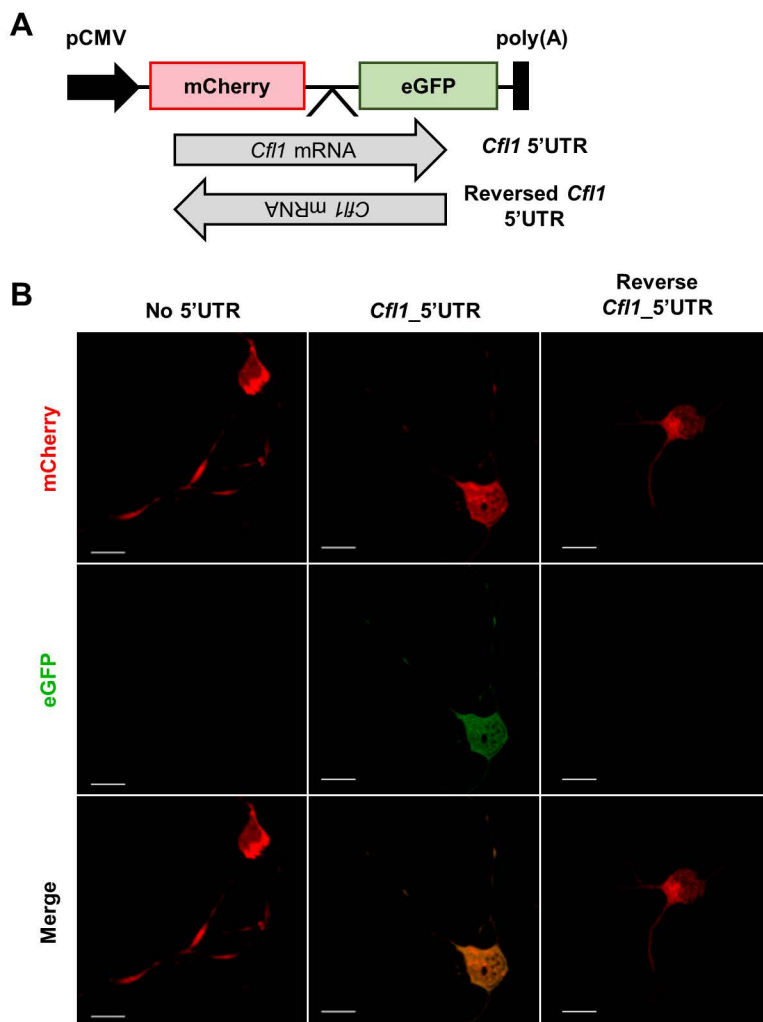 A
pCMV
poly(A)
mCherry
eGFP
Cfl1 mRNA
Cfl1 5’UTR
Cfl1 mRNA
Reversed Cfl1
5’UTR
B
No 5’UTR
Cfl1_5’UTR
Reverse
Cfl1_5’UTR
mCherry
eGFP
Merge